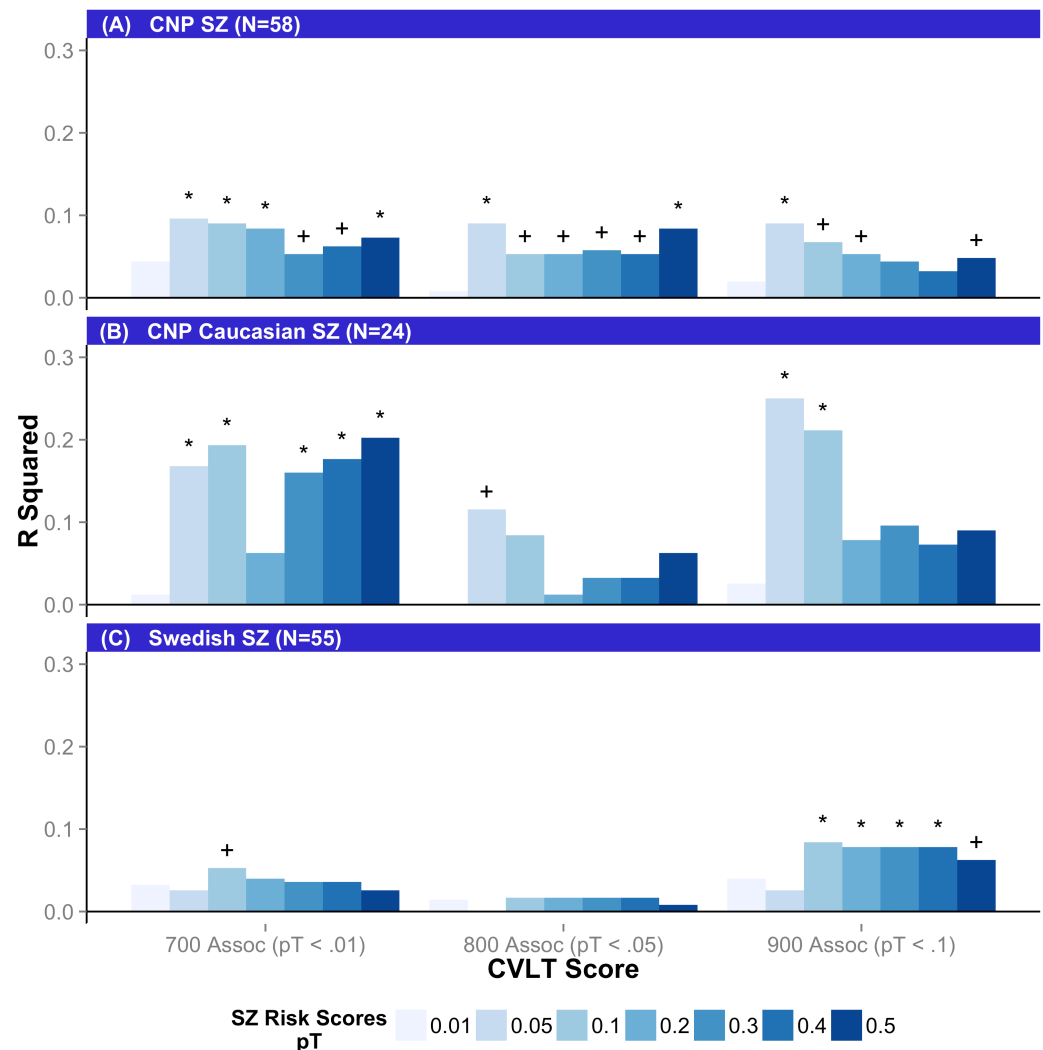 (A) CNP SZ (N=58)
0.3
0.2
0.1
0.0
* * * + + * 
* + + + + *
* + + +
(B) CNP Caucasian SZ (N=24)
0.3
0.2
0.1
0.0
* * * * *
+
* *
R Squared
(C) Swedish SZ (N=55)
0.3
0.2
0.1
0.0
+
* * * * +
700 Assoc (pT < .01) 800 Assoc (pT < .05) 900 Assoc (pT < .1)
CVLT Score
SZ Risk Scores pT
0.01 0.05 0.1 0.2 0.3 0.4 0.5